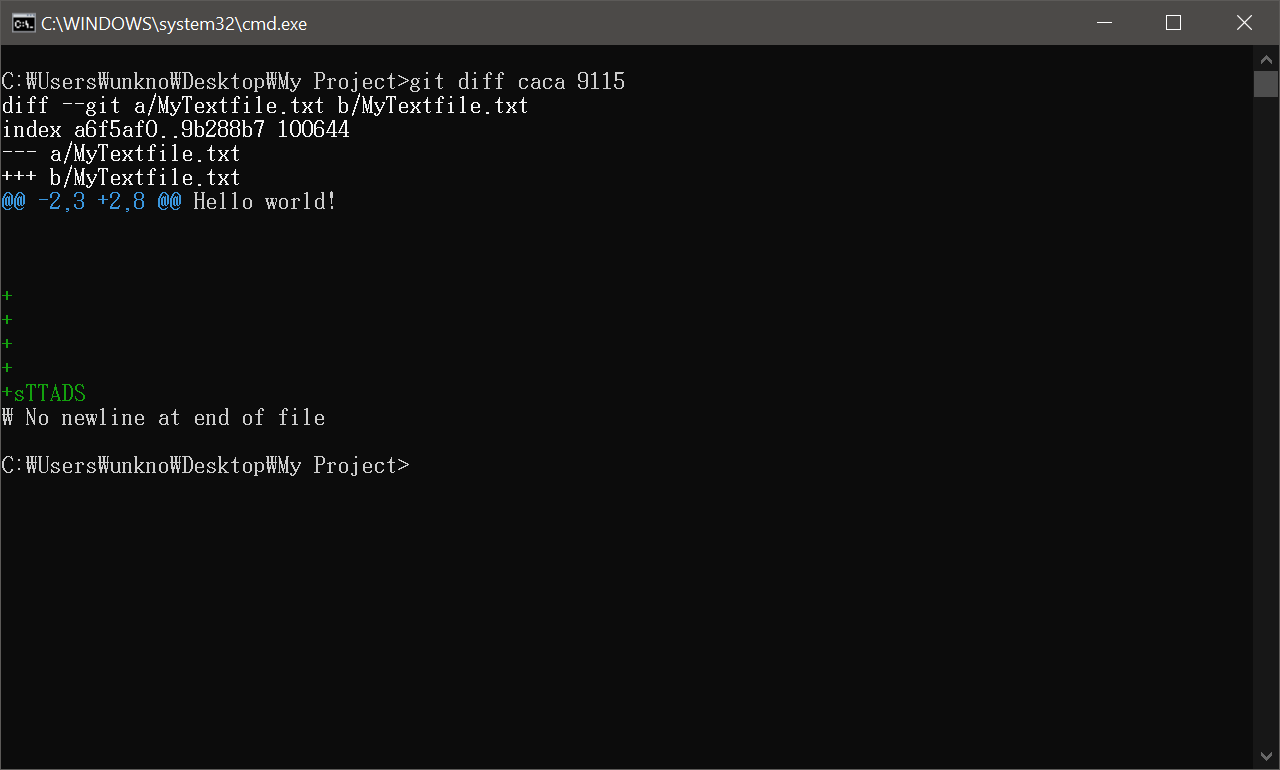 C:\WINDOWS\system32\cmd.exe
C:₩Users₩unkno₩Desktop₩My Project>git diff caca 9115
diff --git a/MyTextfile.txt b/MyTextfile.txt
index a6f5af0..9b288b7 100644
--- a/MyTextfile.txt
+++ b/MyTextfile.txt
@@ -2,3 +2,8 @@ Hello world!
+
+
+
+
+sTTADS
₩ No newline at end of file
C:₩Users₩unkno₩Desktop₩My Project>